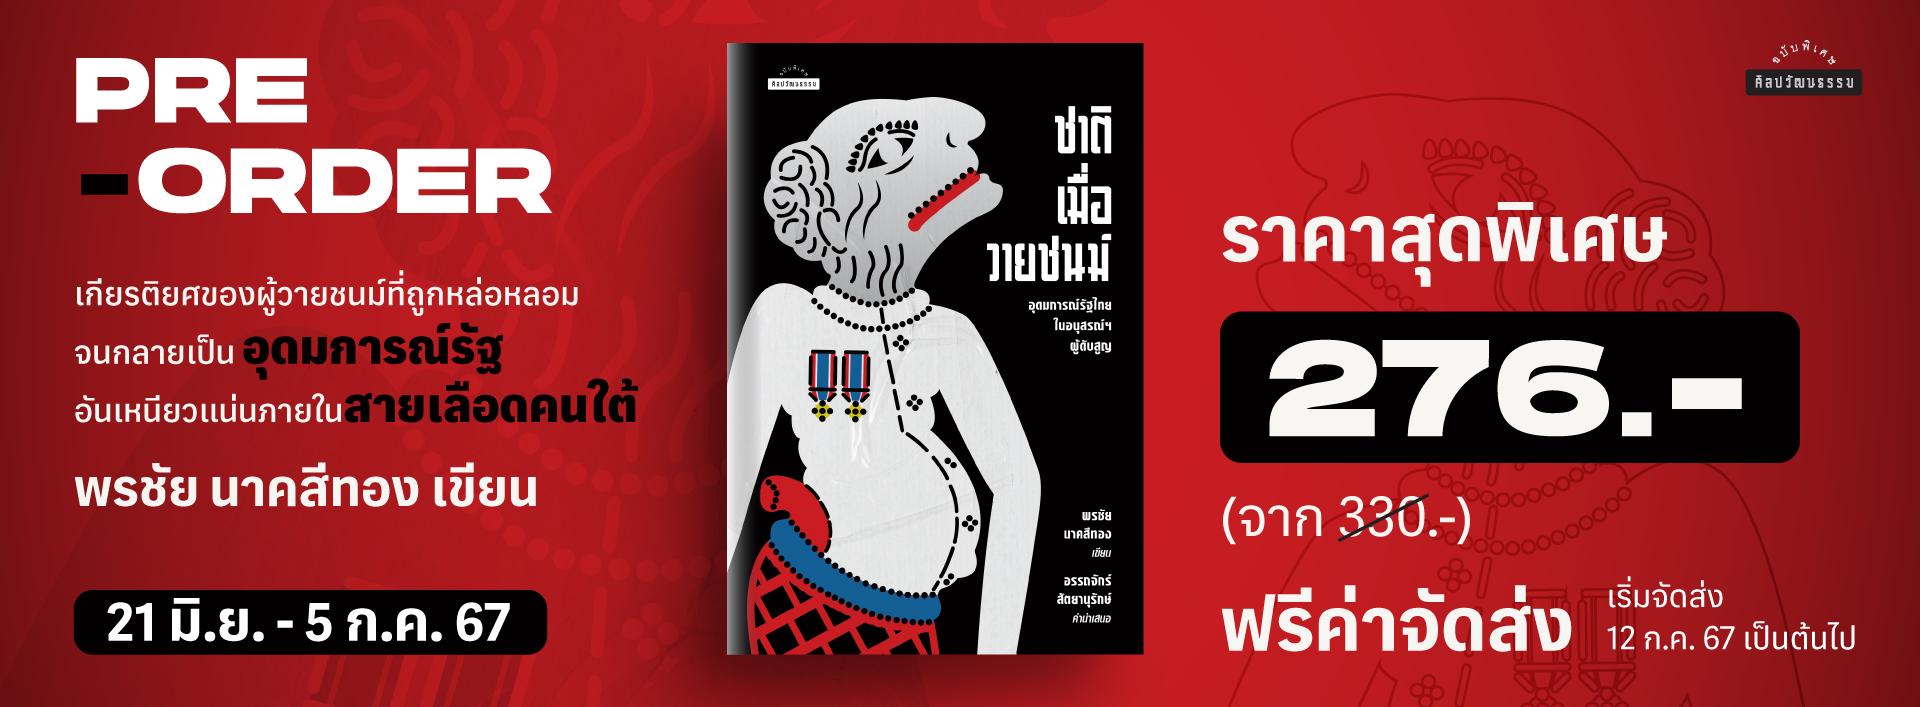 PRE
-ORDER
เกียรติยศของผู้วายชนม์ที่ถูกหล่อหลอม
จนกลายเป็น อุดมการณ์รัฐ
อันเหนียวแน่นภายในสายเลือดคนใต้
พรชัย นาคสีทอง เขียน
21 มิ.ย. - 5 ก.ค. 67
ฉบับพิเศษ
ศิลปวัฒนธรรม
ชาติ
เมื่อ
วายชนม์
อุดมการณ์รัฐไทย
ในอนุสรณ์ฯ
ผู้ดับสูญ
พรชัย
นาคสีทอง
เขียน
อรรถจักร์
สัตยานุรักษ์
คำนำเสนอ
ฉบับพิเศษ
ศิลปวัฒนธรรม
ราคาสุดพิเศษ
276.-
(จาก 330.-)
ฟรีค่าจัดส่ง
เริ่มจัดส่ง
12 ก.ค. 67 เป็นต้นไป